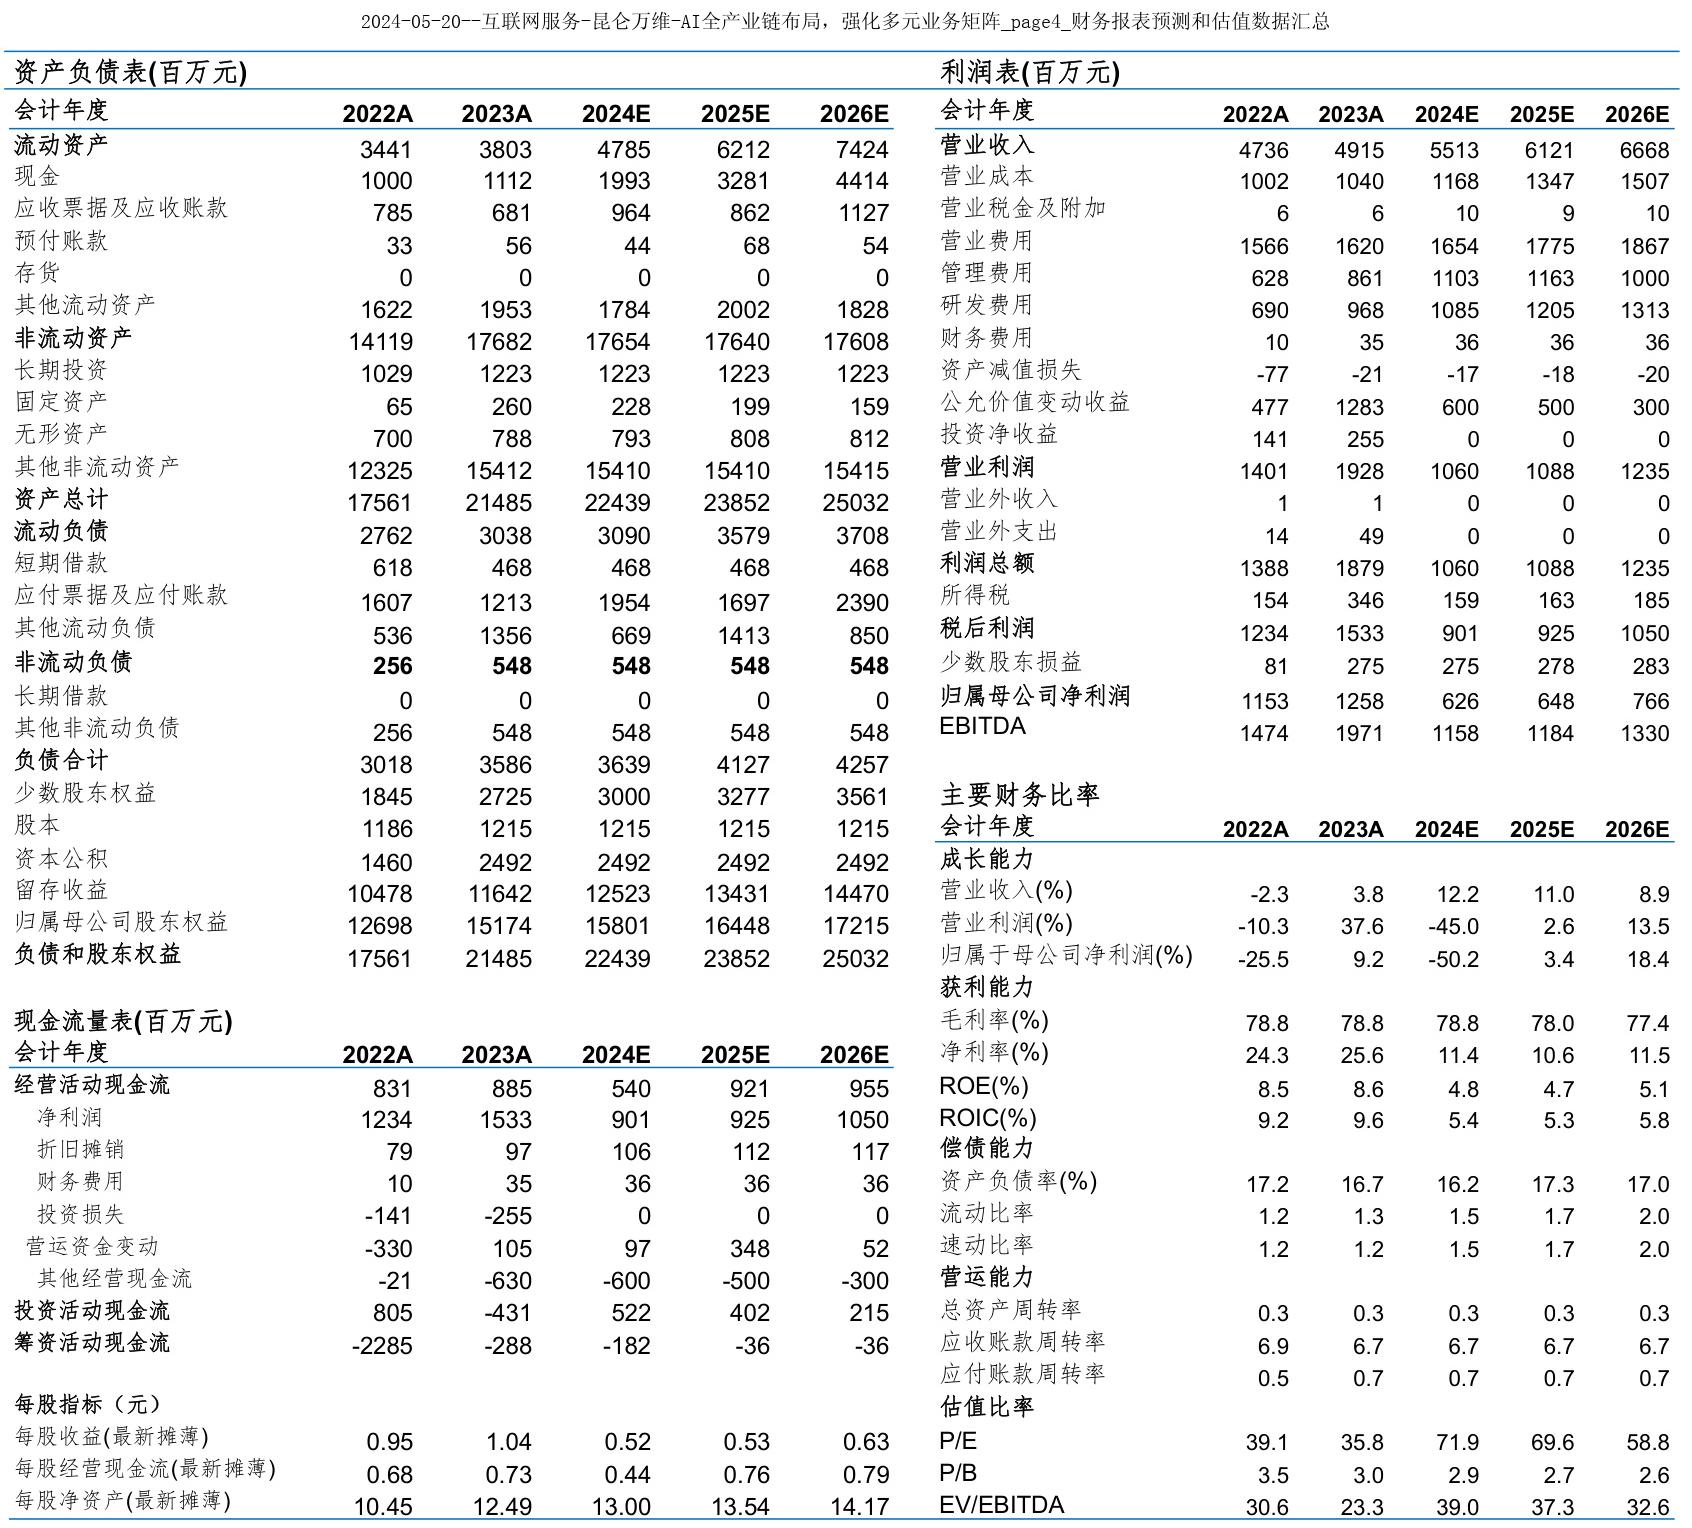 2024-05-20--互联网服务-昆仑万维-AI全产业链布局，强化多元业务矩阵_page4_财务报表预测和估值数据汇总
资产负债表(百万元)
会计年度 2022A 2023A 2024E 2025E 2026E
流动资产 3441 3803 4785 6212 7424
现金 1000 1112 1993 3281 4414
应收票据及应收账款 785 681 964 862 1127
预付账款 33 56 44 68 54
存货 0 0 0 0 0
其他流动资产 1622 1953 1784 2002 1828
非流动资产 14119 17682 17654 17640 17608
长期投资 1029 1223 1223 1223 1223
固定资产 65 260 228 199 159
无形资产 700 788 793 808 812
其他非流动资产 12325 15412 15410 15410 15415
资产总计 17561 21485 22439 23852 25032
流动负债 2762 3038 3090 3579 3708
短期借款 618 468 468 468 468
应付票据及应付账款 1607 1213 1954 1697 2390
其他流动负债 536 1356 669 1413 850
非流动负债 256 548 548 548 548
长期借款 0 0 0 0 0
其他非流动负债 256 548 548 548 548
负债合计 3018 3586 3639 4127 4257
少数股东权益 1845 2725 3000 3277 3561
股本 1186 1215 1215 1215 1215
资本公积 1460 2492 2492 2492 2492
留存收益 10478 11642 12523 13431 14470
归属母公司股东权益 12698 15174 15801 16448 17215
负债和股东权益 17561 21485 22439 23852 25032
现金流量表(百万元)
会计年度 2022A 2023A 2024E 2025E 2026E
经营活动现金流 831 885 540 921 955
净利润 1234 1533 901 925 1050
折旧摊销 79 97 106 112 117
财务费用 10 35 36 36 36
投资损失 -141 -255 0 0 0
营运资金变动 -330 105 97 348 52
其他经营现金流 -21 -630 -600 -500 -300
投资活动现金流 805 -431 522 402 215
筹资活动现金流 -2285 -288 -182 -36 -36
每股指标（元）
每股收益(最新摊薄) 0.95 1.04 0.52 0.53 0.63
每股经营现金流(最新摊薄) 0.68 0.73 0.44 0.76 0.79
每股净资产(最新摊薄) 10.45 12.49 13.00 13.54 14.17
利润表(百万元)
会计年度 2022A 2023A 2024E 2025E 2026E
营业收入 4736 4915 5513 6121 6668
营业成本 1002 1040 1168 1347 1507
营业税金及附加 6 6 10 9 10
营业费用 1566 1620 1654 1775 1867
管理费用 628 861 1103 1163 1000
研发费用 690 968 1085 1205 1313
财务费用 10 35 36 36 36
资产减值损失 -77 -21 -17 -18 -20
公允价值变动收益 477 1283 600 500 300
投资净收益 141 255 0 0 0
营业利润 1401 1928 1060 1088 1235
营业外收入 1 1 0 0 0
营业外支出 14 49 0 0 0
利润总额 1388 1879 1060 1088 1235
所得税 154 346 159 163 185
税后利润 1234 1533 901 925 1050
少数股东损益 81 275 275 278 283
归属母公司净利润 1153 1258 626 648 766
EBITDA 1474 1971 1158 1184 1330
主要财务比率
会计年度 2022A 2023A 2024E 2025E 2026E
成长能力
营业收入(%) -2.3 3.8 12.2 11.0 8.9
营业利润(%) -10.3 37.6 -45.0 2.6 13.5
归属于母公司净利润(%) -25.5 9.2 -50.2 3.4 18.4
获利能力
毛利率(%) 78.8 78.8 78.8 78.0 77.4
净利率(%) 24.3 25.6 11.4 10.6 11.5
ROE(%) 8.5 8.6 4.8 4.7 5.1
ROIC(%) 9.2 9.6 5.4 5.3 5.8
偿债能力
资产负债率(%) 17.2 16.7 16.2 17.3 17.0
流动比率 1.2 1.3 1.5 1.7 2.0
速动比率 1.2 1.2 1.5 1.7 2.0
营运能力
总资产周转率 0.3 0.3 0.3 0.3 0.3
应收账款周转率 6.9 6.7 6.7 6.7 6.7
应付账款周转率 0.5 0.7 0.7 0.7 0.7
估值比率
P/E 39.1 35.8 71.9 69.6 58.8
P/B 3.5 3.0 2.9 2.7 2.6
EV/EBITDA 30.6 23.3 39.0 37.3 32.6